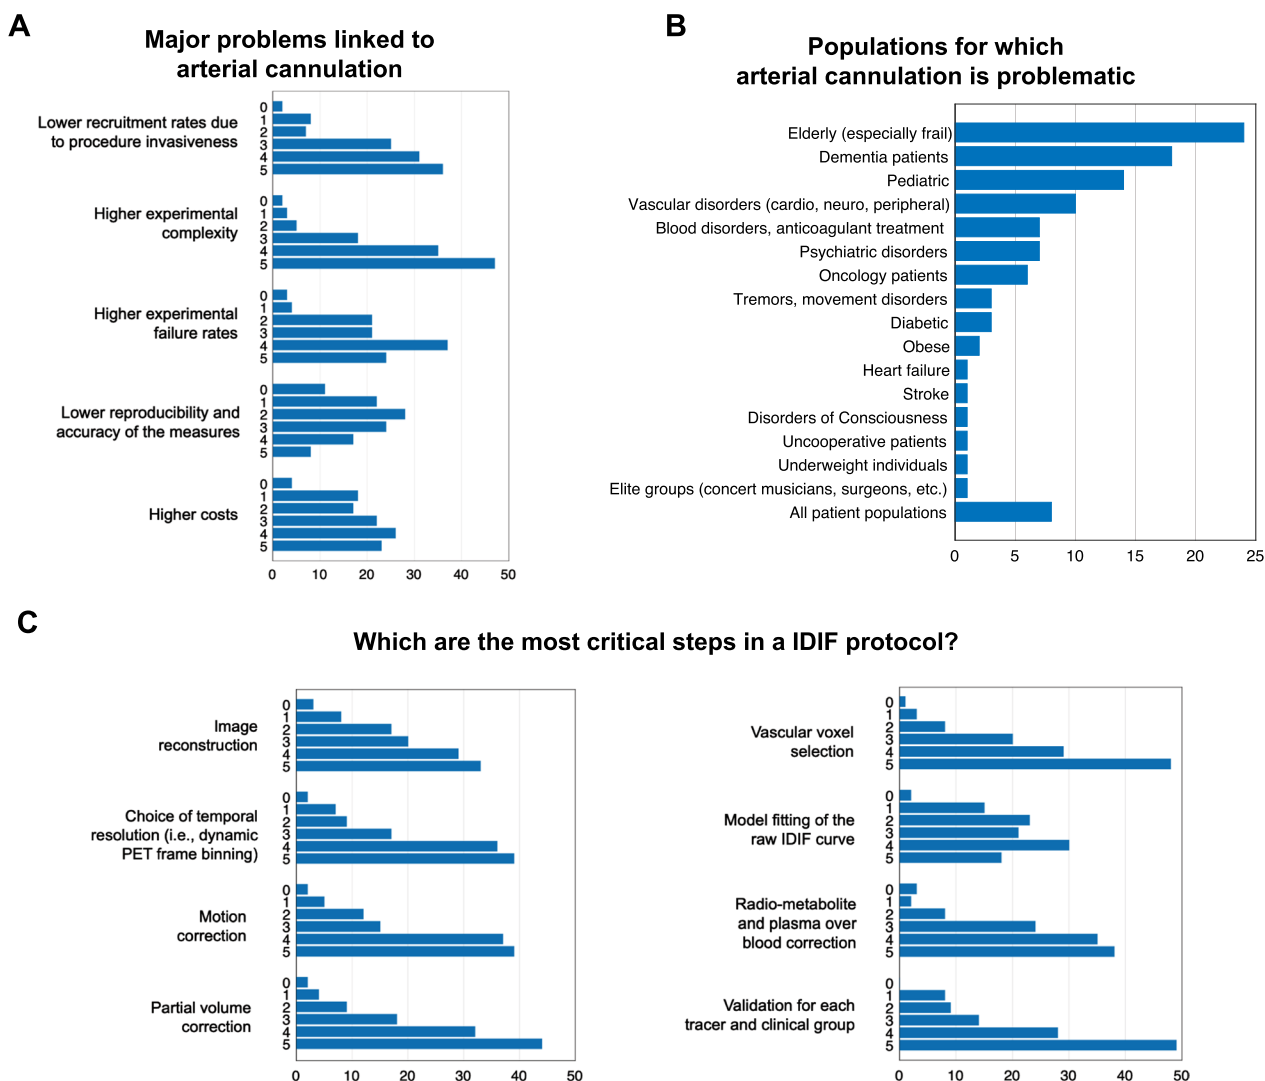 A
Major problems linked to
arterial cannulation
Lower recruitment rates due
to procedure invasiveness
0
1
2
3
4
5
Higher experimental
complexity
0
1
2
3
4
5
Higher experimental
failure rates
0
1
2
3
4
5
Lower reproducibility and
accuracy of the measures
0
1
2
3
4
5
Higher costs
0
1
2
3
4
5
0 10 20 30 40 50
B
Populations for which
arterial cannulation is problematic
Elderly (especially frail)
Dementia patients
Pediatric
Vascular disorders (cardio, neuro, peripheral)
Blood disorders, anticoagulant treatment
Psychiatric disorders
Oncology patients
Tremors, movement disorders
Diabetic
Obese
Heart failure
Stroke
Disorders of Consciousness
Uncooperative patients
Underweight individuals
Elite groups (concert musicians, surgeons, etc.)
All patient populations
0 5 10 15 20 25
C
Which are the most critical steps in a IDIF protocol?
Image
reconstruction
0
1
2
3
4
5
Choice of temporal
resolution (i.e., dynamic
PET frame binning)
0
1
2
3
4
5
Motion
correction
0
1
2
3
4
5
Partial volume
correction
0
1
2
3
4
5
0 10 20 30 40 50
Vascular voxel
selection
0
1
2
3
4
5
Model fitting of the
raw IDIF curve
0
1
2
3
4
5
Radio-metabolite
and plasma over
blood correction
0
1
2
3
4
5
Validation for each
tracer and clinical group
0
1
2
3
4
5
0 10 20 30 40 50